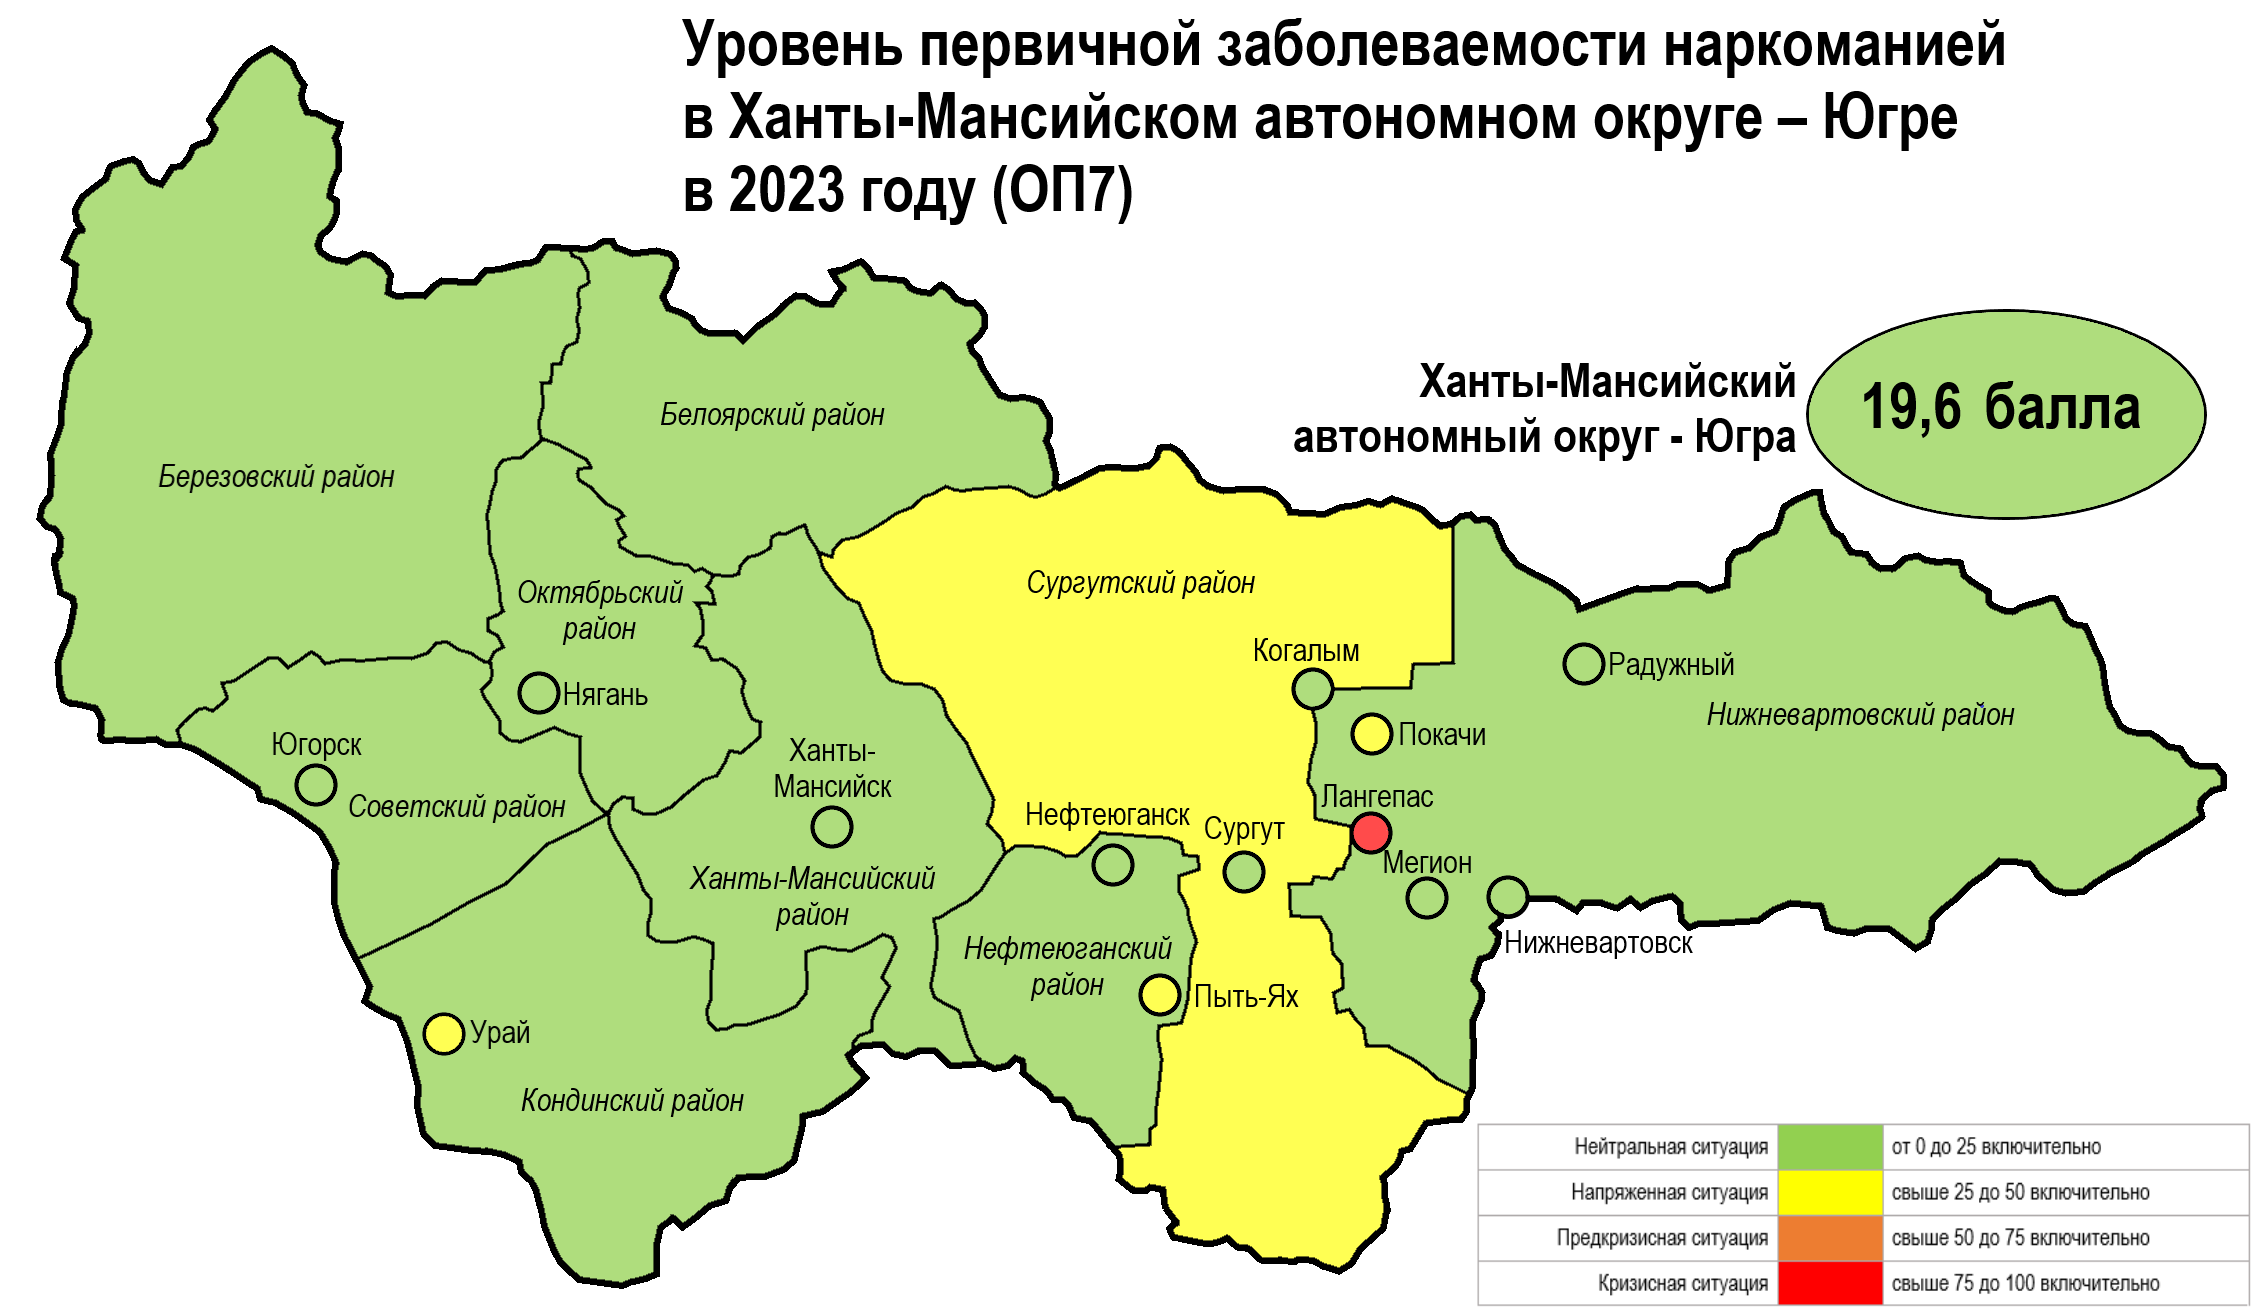 Уровень первичной заболеваемости наркоманией
в Ханты-Мансийском автономном округе – Югре
в 2023 году (ОП7)
Ханты-Мансийский
автономный округ - Югра
19,6 балла
Белоярский район
Березовский район
Сургутский район
Октябрьский
район
Когалым
Радужный
Нягань
Нижневартовский район
Покачи
Югорск
Ханты-
Мансийск
Советский район
Лангепас
Нефтеюганск
Сургут
Мегион
Ханты-Мансийский
район
Нижневартовск
Нефтеюганский
район
Пыть-Ях
Урай
Кондинский район
Нейтральная ситуация от 0 до 25 включительно
Напряженная ситуация свыше 25 до 50 включительно
Предкризисная ситуация свыше 50 до 75 включительно
Кризисная ситуация свыше 75 до 100 включительно